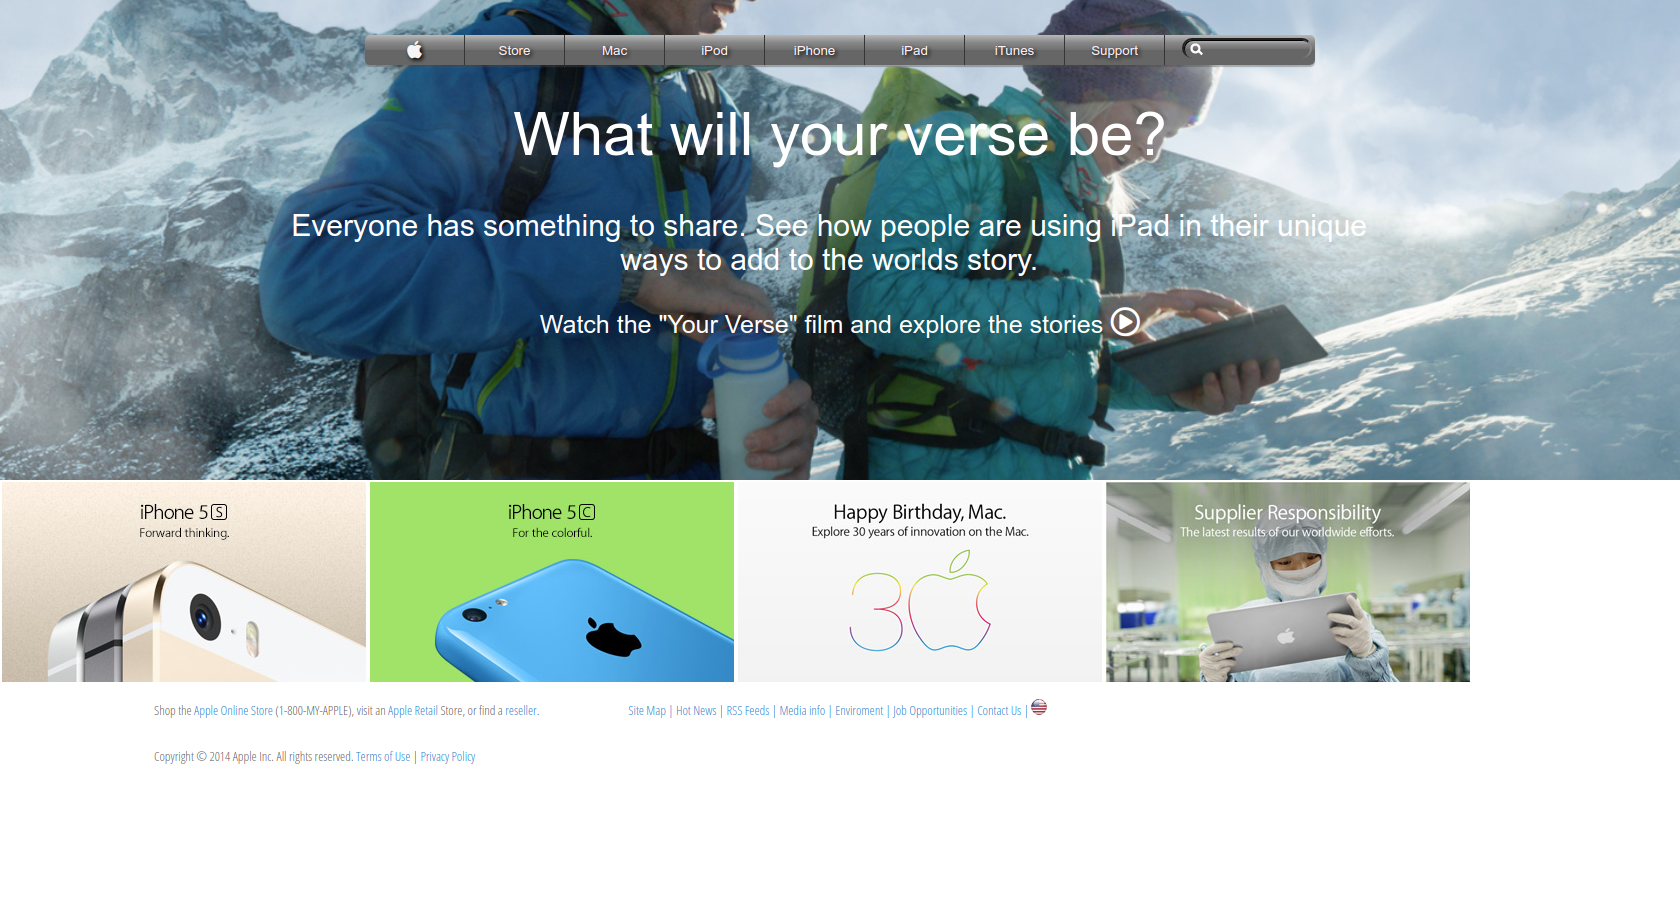 Store Mac iPod iPhone iPad iTunes Support
What will your verse be?
Everyone has something to share. See how people are using iPad in their unique
ways to add to the worlds story.
Watch the "Your Verse" film and explore the stories
iPhone 5S
Forward thinking.
iPhone 5C
For the colorful.
Happy Birthday, Mac.
Explore 30 years of innovation on the Mac.
30
Supplier Responsibility
The latest results of our worldwide efforts.
Shop the Apple Online Store (1-800-MY-APPLE), visit an Apple Retail Store, or find a reseller.
Site Map | Hot News | RSS Feeds | Media info | Enviroment | Job Opportunities | Contact Us |
Copyright © 2014 Apple Inc. All rights reserved. Terms of Use | Privacy Policy